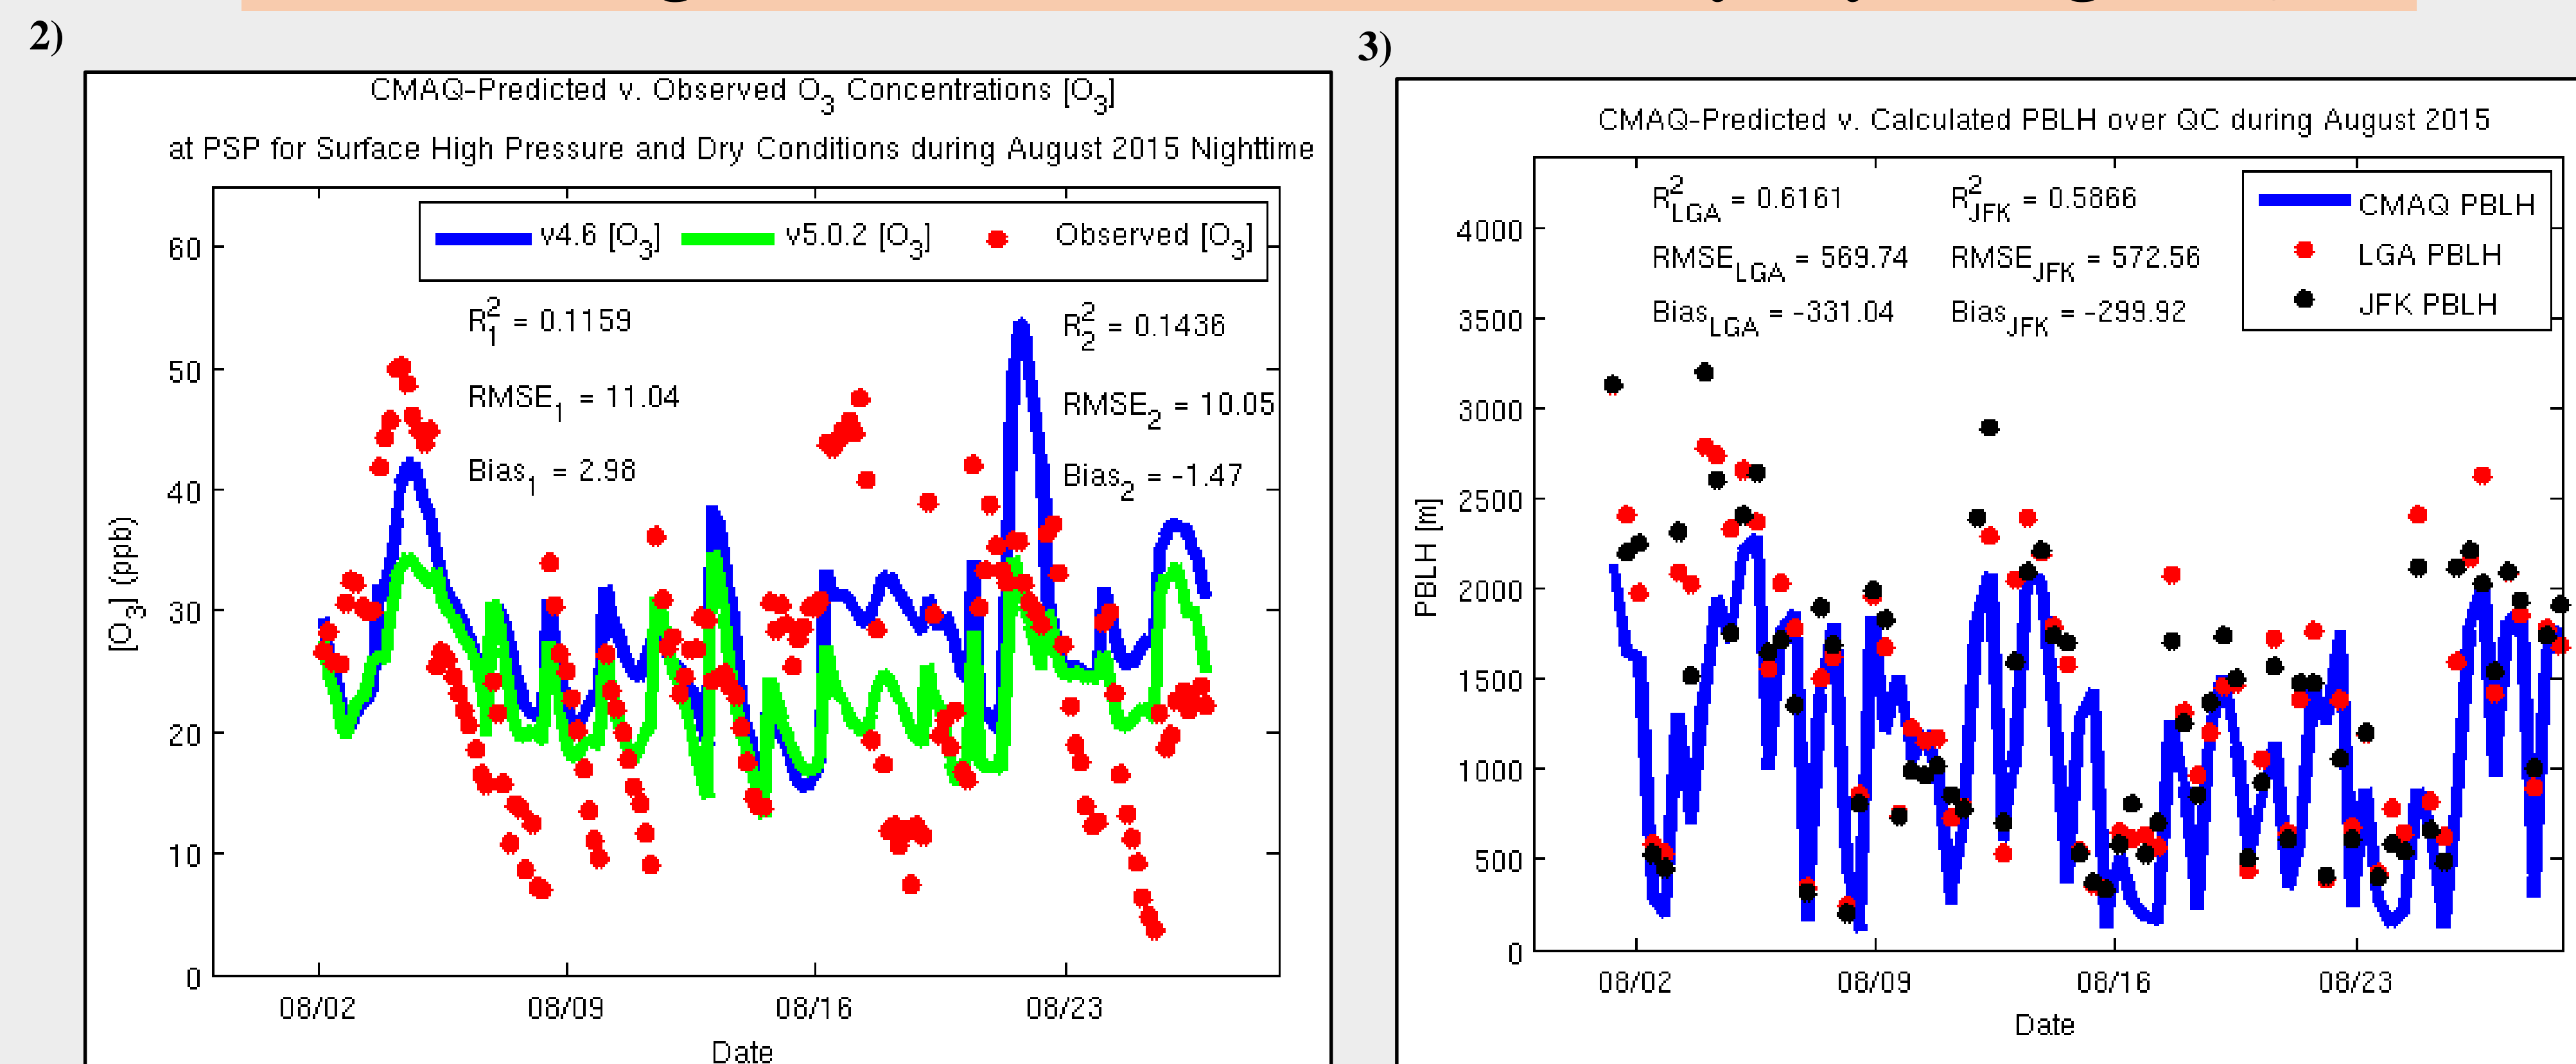 2)
CMAQ-Predicted v. Observed O3 Concentrations [O3]
at PSP for Surface High Pressure and Dry Conditions during August 2015 Nighttime
v4.6 [O3] v5.0.2 [O3] Observed [O3]
R²1 = 0.1159
RMSE1 = 11.04
Bias1 = 2.98
R²2 = 0.1436
RMSE2 = 10.05
Bias2 = -1.47
[O3] (ppb)
60
50
40
30
20
10
0
08/02 08/09 08/16 08/23
Date
3)
CMAQ-Predicted v. Calculated PBLH over QC during August 2015
R²LGA = 0.6161 R²JFK = 0.5866
RMSELGA = 569.74 RMSEJFK = 572.56
BiasLGA = -331.04 BiasJFK = -299.92
CMAQ PBLH
LGA PBLH
JFK PBLH
PBLH [m]
4000
3500
3000
2500
2000
1500
1000
500
0
08/02 08/09 08/16 08/23
Date